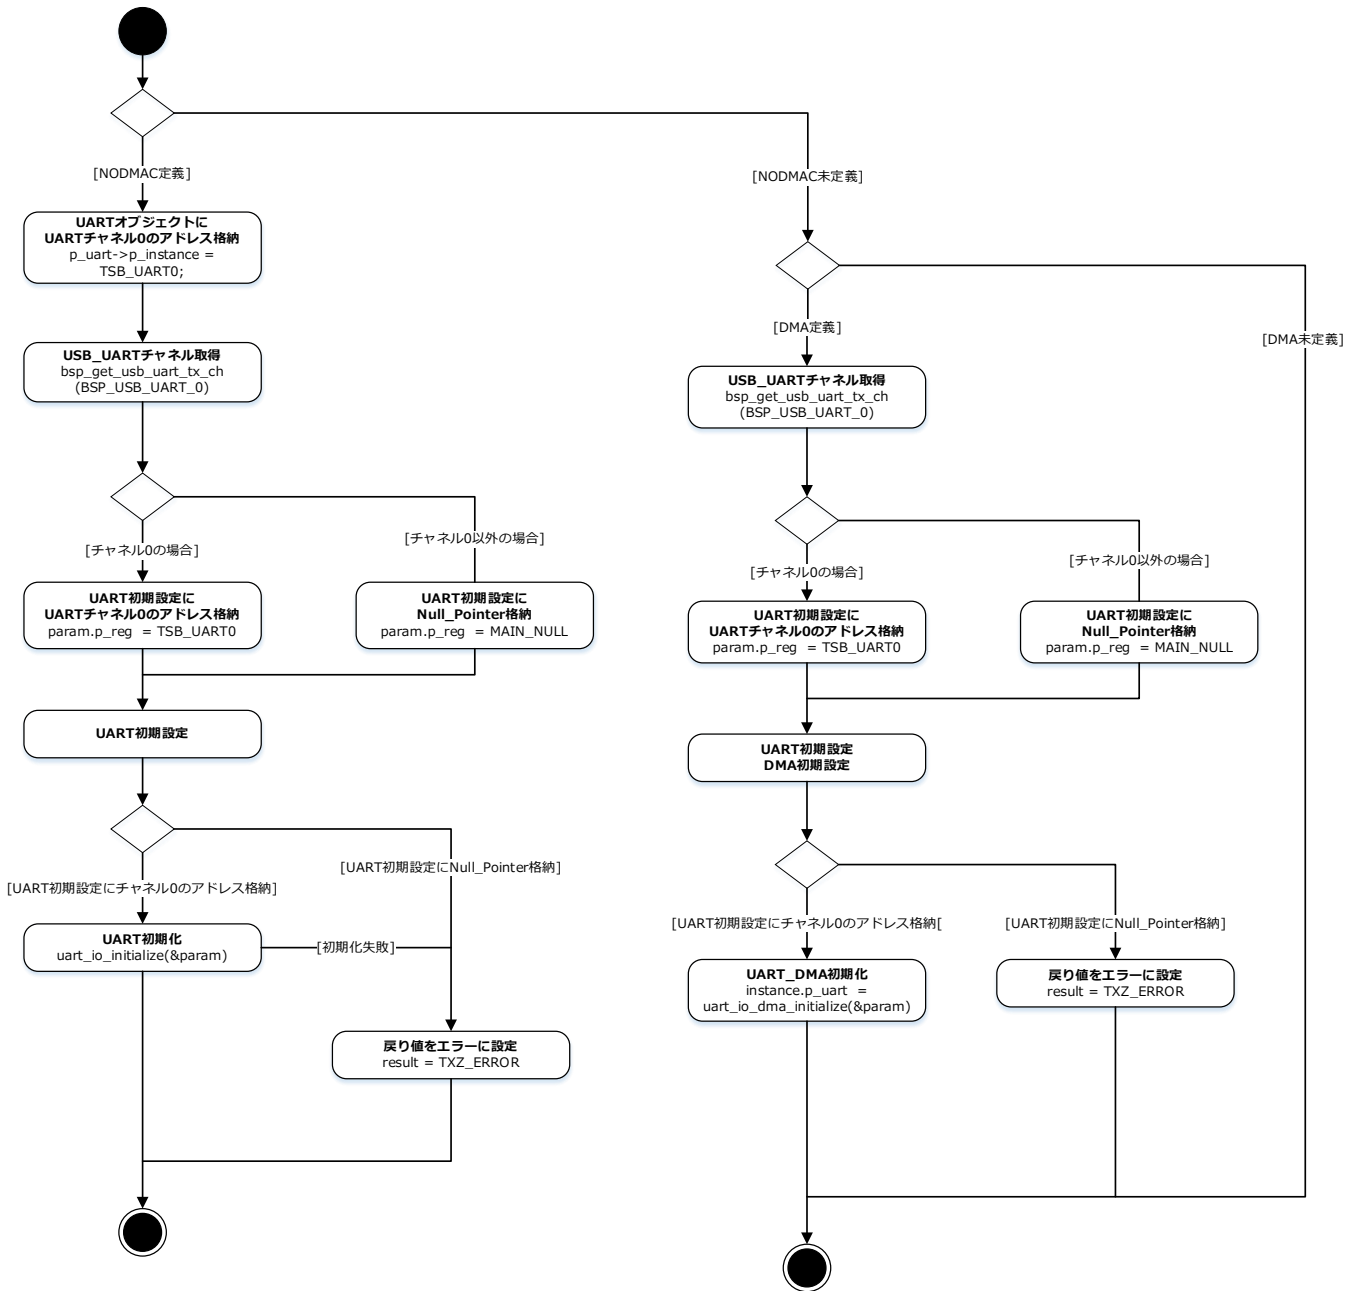 [NODMAC定義]
UARTオブジェクトに
UARTチャネル0のアドレス格納
p_uart->p_instance =
TSB_UART0;
USB_UARTチャネル取得
bsp_get_usb_uart_tx_ch
(BSP_USB_UART_0)
[チャネル0の場合]
[チャネル0以外の場合]
UART初期設定に
UARTチャネル0のアドレス格納
param.p_reg = TSB_UART0
UART初期設定に
Null_Pointer格納
param.p_reg = MAIN_NULL
UART初期設定
[UART初期設定にNull_Pointer格納]
[UART初期設定にチャネル0のアドレス格納]
UART初期化
uart_io_initialize(&param)
[初期化失敗]
戻り値をエラーに設定
result = TXZ_ERROR
[NODMAC未定義]
[DMA定義]
[DMA未定義]
USB_UARTチャネル取得
bsp_get_usb_uart_tx_ch
(BSP_USB_UART_0)
[チャネル0の場合]
[チャネル0以外の場合]
UART初期設定に
UARTチャネル0のアドレス格納
param.p_reg = TSB_UART0
UART初期設定に
Null_Pointer格納
param.p_reg = MAIN_NULL
UART初期設定
DMA初期設定
[UART初期設定にチャネル0のアドレス格納[
[UART初期設定にNull_Pointer格納]
UART_DMA初期化
instance.p_uart =
uart_io_dma_initialize(&param)
戻り値をエラーに設定
result = TXZ_ERROR